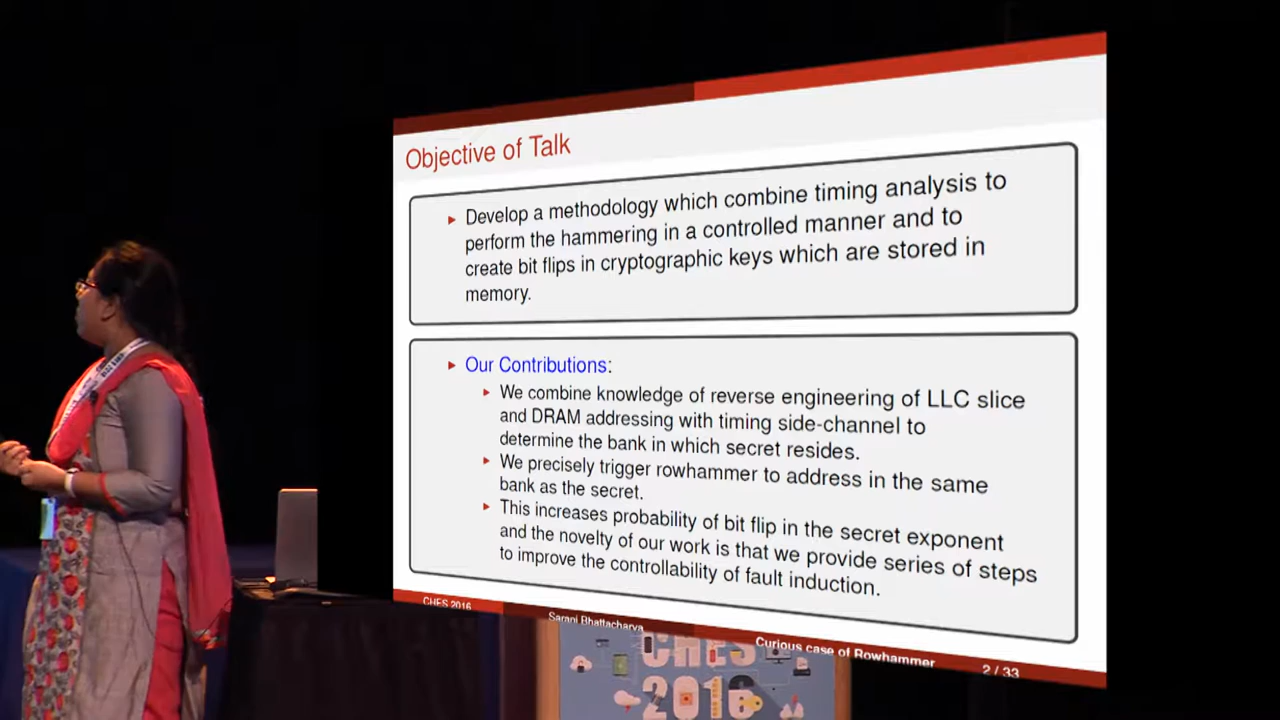 Objective of Talk
Develop a methodology which combine timing analysis to
perform the hammering in a controlled manner and to
create bit flips in cryptographic keys which are stored in
memory.
Our Contributions:
We combine knowledge of reverse engineering of LLC slice
and DRAM addressing with timing side-channel to
determine the bank in which secret resides.
We precisely trigger rowhammer to address in the same
bank as the secret.
This increases probability of bit flip in the secret exponent
and the novelty of our work is that we provide series of steps
to improve the controllability of fault induction.
CHES 2016
Sarani Bhattacharya
Curious case of Rowhammer
2 / 33
CHES
2016